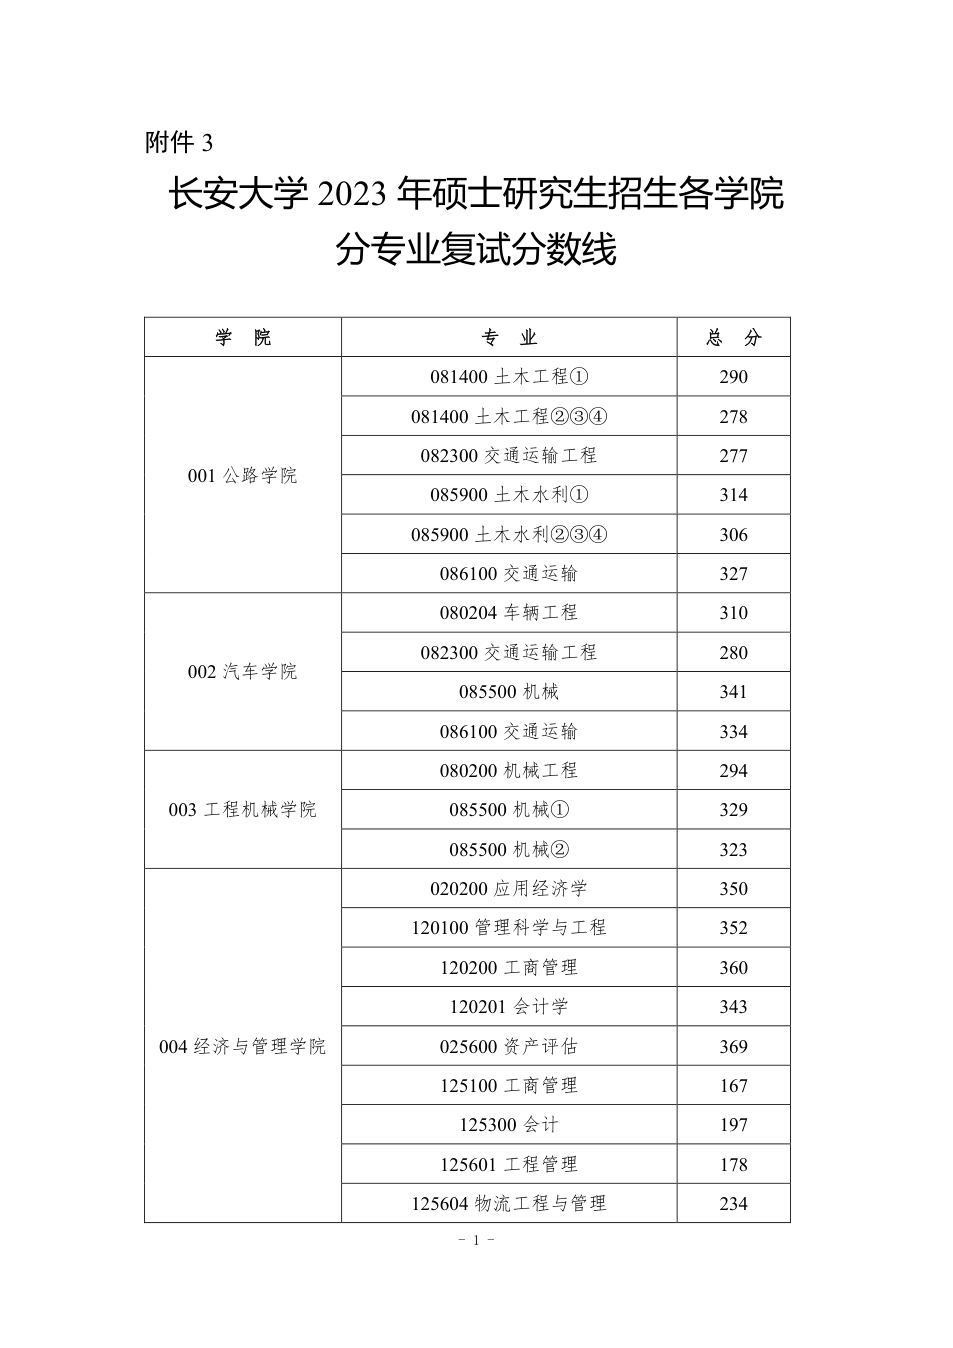 附件 3
长安大学 2023 年硕士研究生招生各学院
分专业复试分数线
学 院 专 业 总 分
001 公路学院
081400 土木工程① 290
081400 土木工程②③④ 278
082300 交通运输工程 277
085900 土木水利① 314
085900 土木水利②③④ 306
086100 交通运输 327
002 汽车学院
080204 车辆工程 310
082300 交通运输工程 280
085500 机械 341
086100 交通运输 334
003 工程机械学院
080200 机械工程 294
085500 机械① 329
085500 机械② 323
004 经济与管理学院
020200 应用经济学 350
120100 管理科学与工程 352
120200 工商管理 360
120201 会计学 343
025600 资产评估 369
125100 工商管理 167
125300 会计 197
125601 工程管理 178
125604 物流工程与管理 234
- 1 -